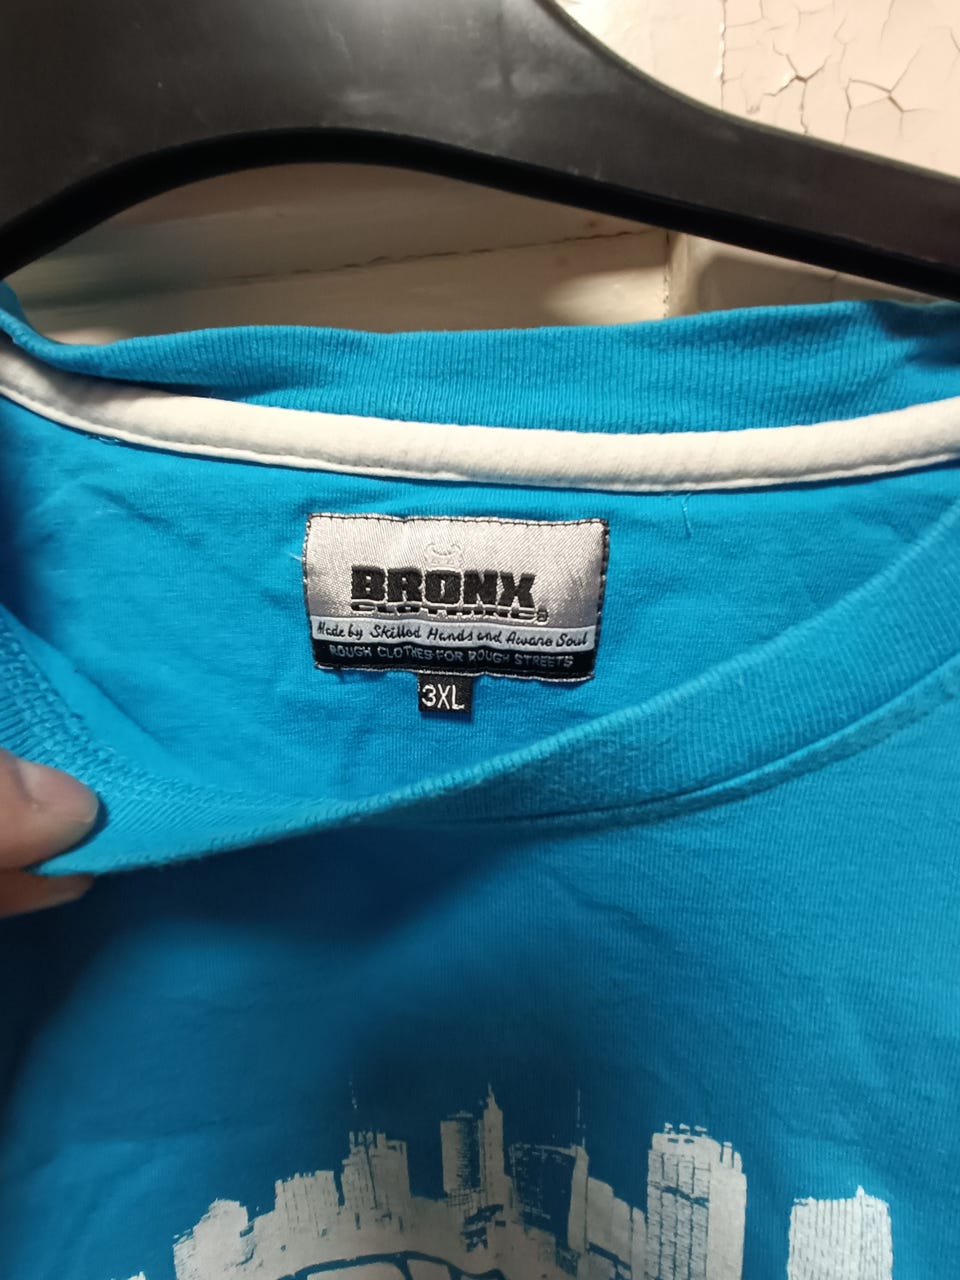 BRONX
CLOTHING
Made by Skilled Hands and Aware Soul
ROUGH CLOTHES FOR ROUGH STREETS
3XL